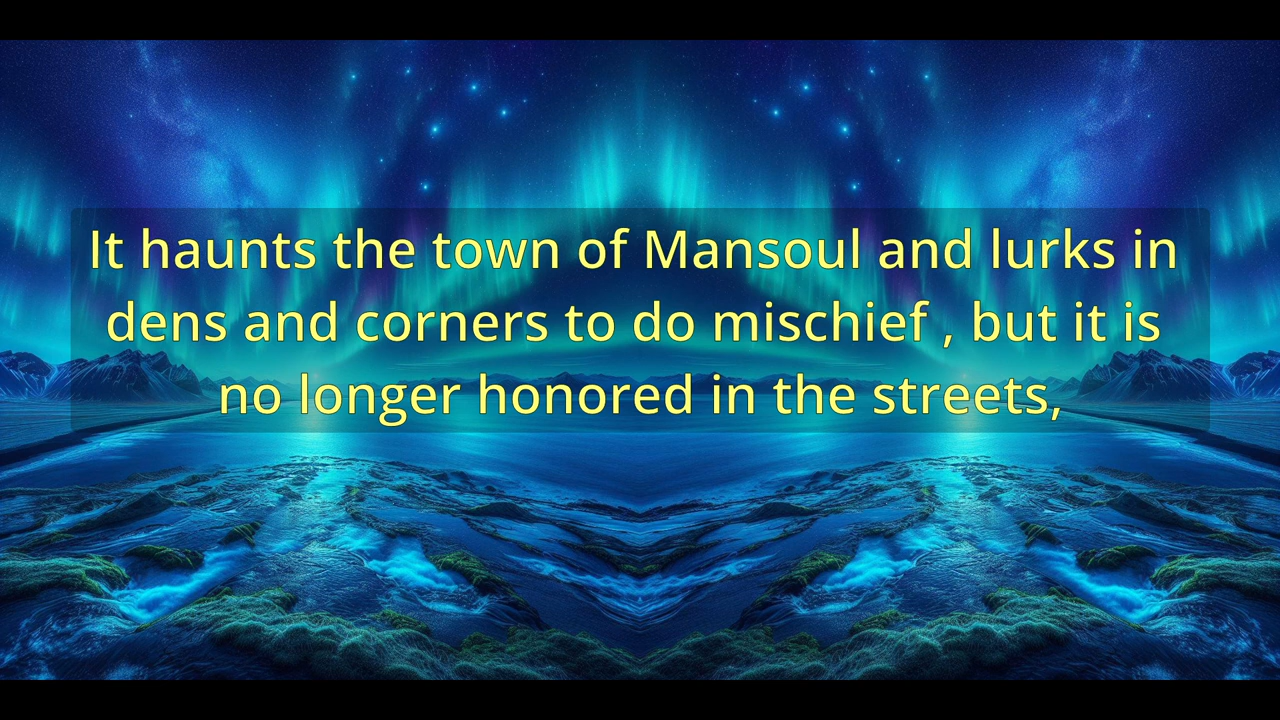 It haunts the town of Mansoul and lurks in
dens and corners to do mischief , but it is
no longer honored in the streets,